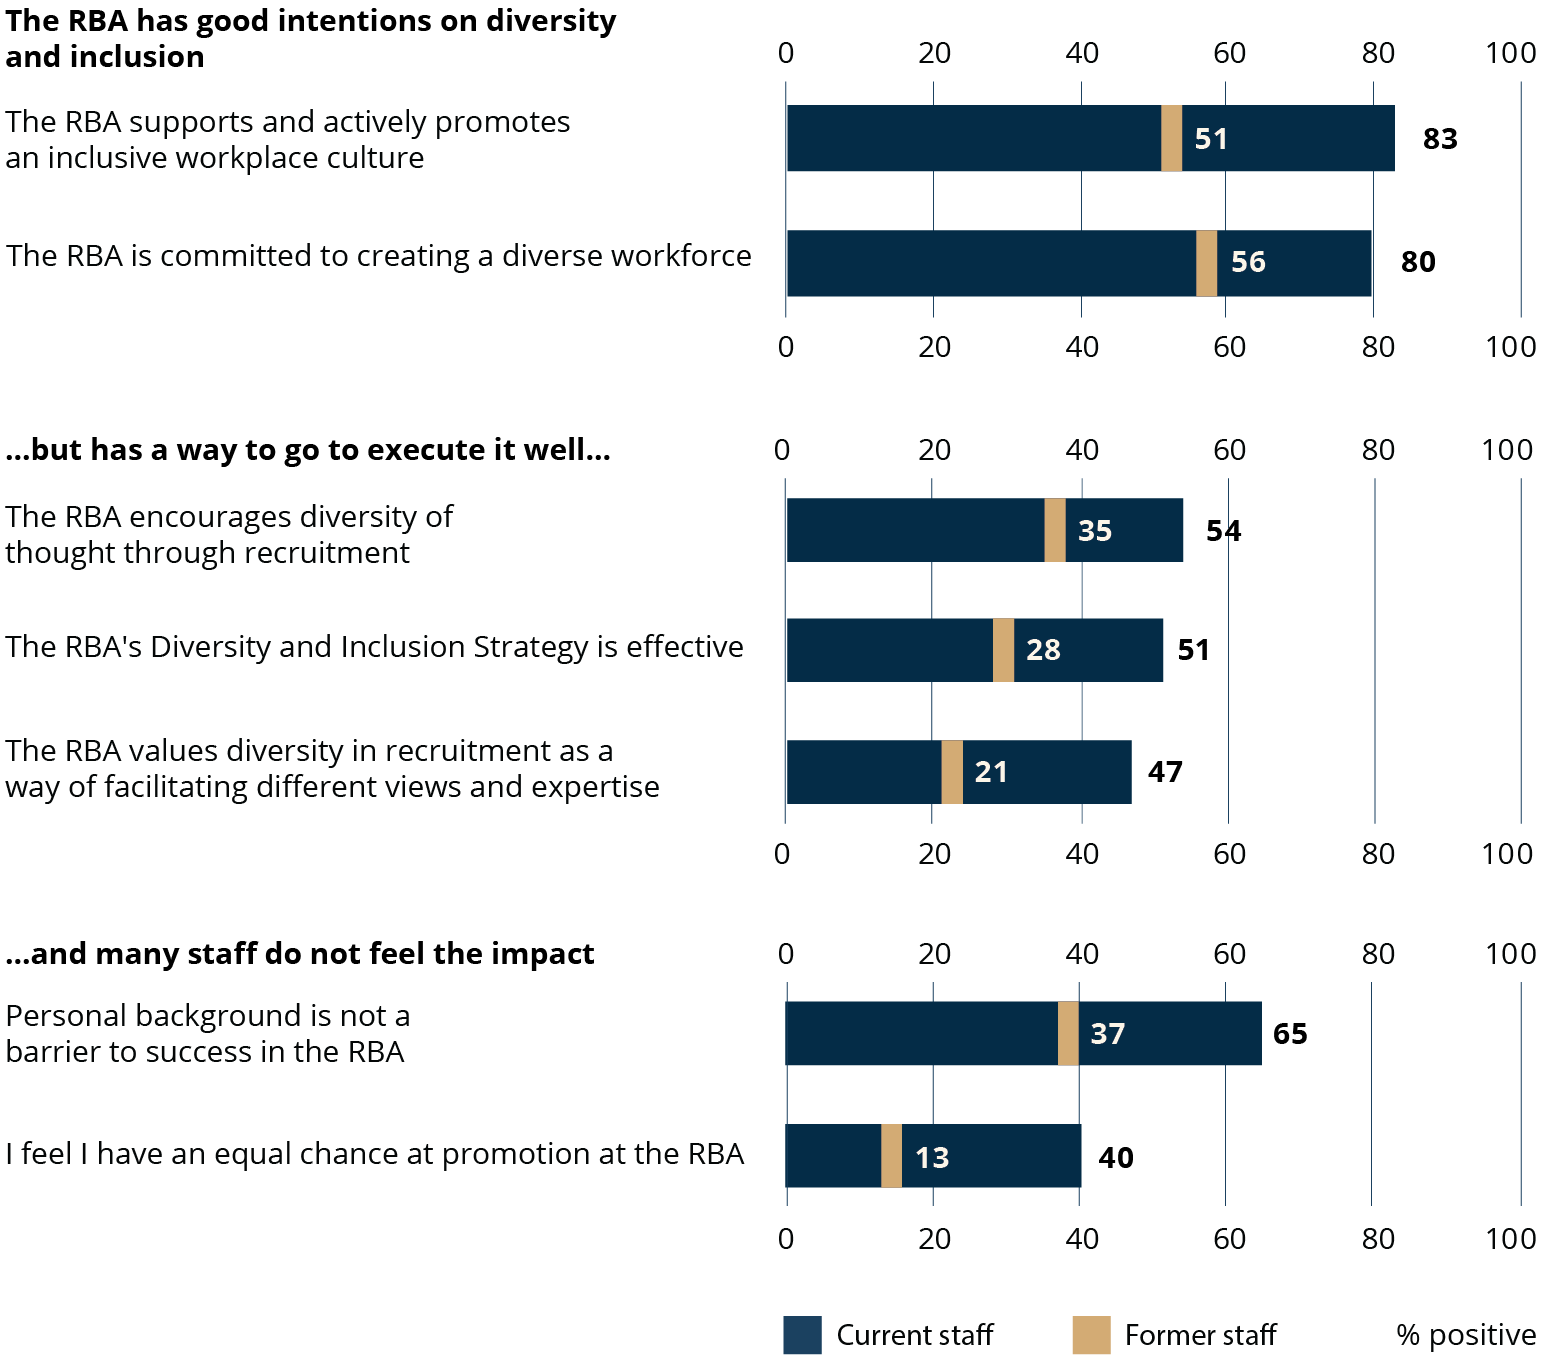 The RBA has good intentions on diversity
and inclusion
0 20 40 60 80 100
The RBA supports and actively promotes
an inclusive workplace culture
51 83
The RBA is committed to creating a diverse workforce
56 80
0 20 40 60 80 100
...but has a way to go to execute it well...
0 20 40 60 80 100
The RBA encourages diversity of
thought through recruitment
35 54
The RBA's Diversity and Inclusion Strategy is effective
28 51
The RBA values diversity in recruitment as a
way of facilitating different views and expertise
21 47
0 20 40 60 80 100
...and many staff do not feel the impact
0 20 40 60 80 100
Personal background is not a
barrier to success in the RBA
37 65
I feel I have an equal chance at promotion at the RBA
13 40
0 20 40 60 80 100
Current staff Former staff % positive